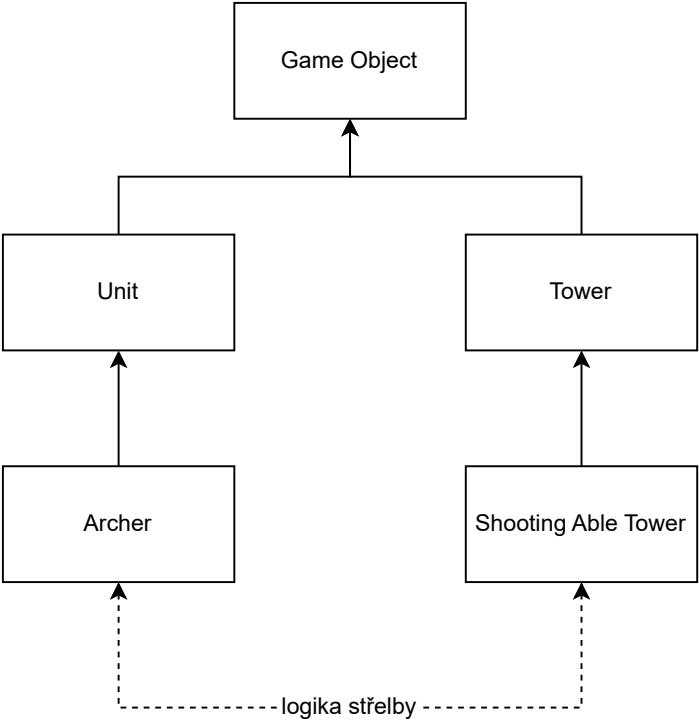 Game Object
Unit
Tower
Archer
Shooting Able Tower
logika střelby